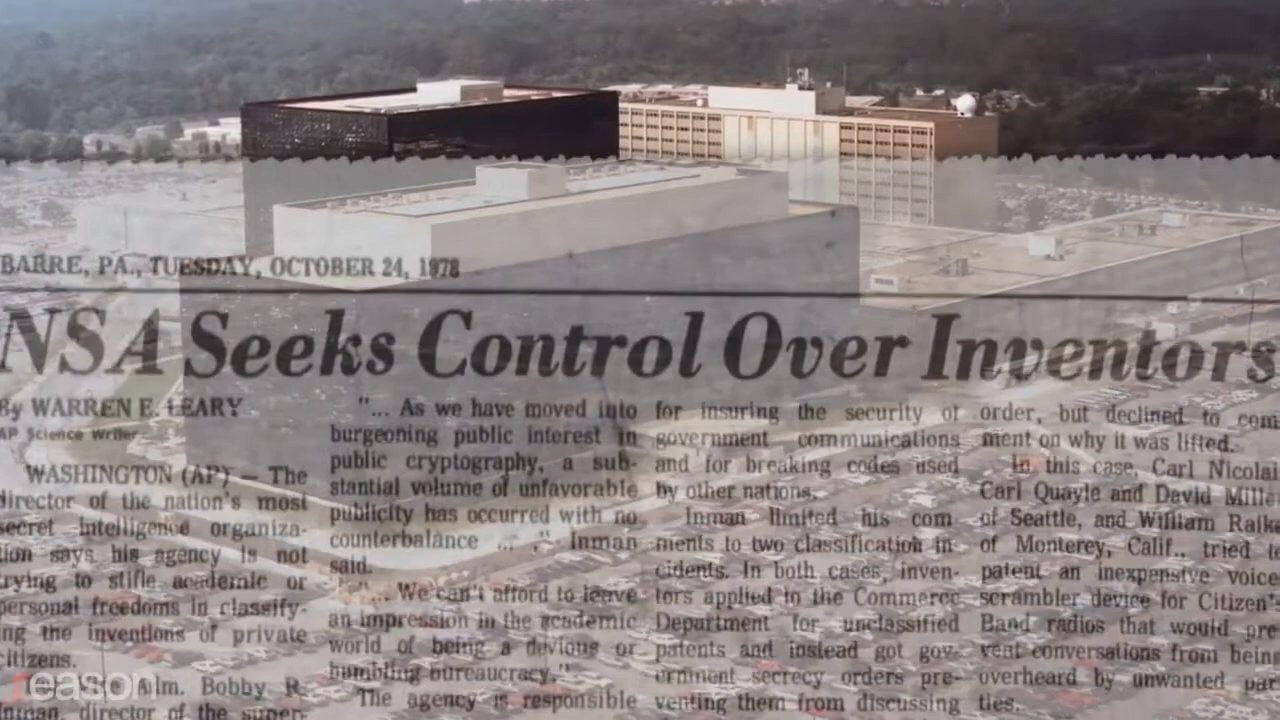 BARRE, PA., TUESDAY, OCTOBER 24, 1978
NSA Seeks Control Over Inventors
By WARREN E. LEARY
AP Science Writer
WASHINGTON (AP) — The
director of the nation's most
secret intelligence organiza-
tion says his agency is not
trying to stifle academic or
personal freedoms in classify-
ing the inventions of private
citizens.
Adm. Bobby R.
Inman, director of the super-
"... As we have moved into
burgeoning public interest in
public cryptography, a sub-
stantial volume of unfavorable
publicity has occurred with no
counterbalance ... " Inman
said.
"... We can't afford to leave
an impression in the academic
world of being a devious or
bumbling bureaucracy."
The agency is responsible
for insuring the security of
government communications
and for breaking codes used
by other nations.
Inman limited his com
ments to two classification in
cidents. In both cases, inven-
tors applied to the Commerce
Department for unclassified
patents and instead got gov-
ernment secrecy orders pre-
venting them from discussing
order, but declined to com
ment on why it was lifted.
In this case, Carl Nicolai
Carl Quayle and David Miller
of Seattle, and William Raike
of Monterey, Calif., tried to
patent an inexpensive voice
scrambler device for Citizen's
Band radios that would pre-
vent conversations from being
overheard by unwanted par
ties.
reason